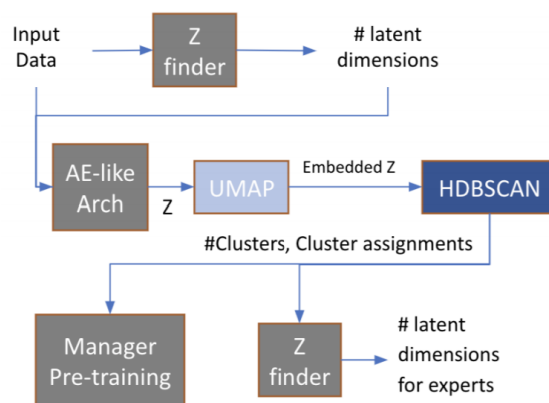 Input
Data
Z
finder
# latent
dimensions
AE-like
Arch
Z
UMAP
Embedded Z
HDBSCAN
#Clusters, Cluster assignments
Manager
Pre-training
Z
finder
# latent
dimensions
for experts